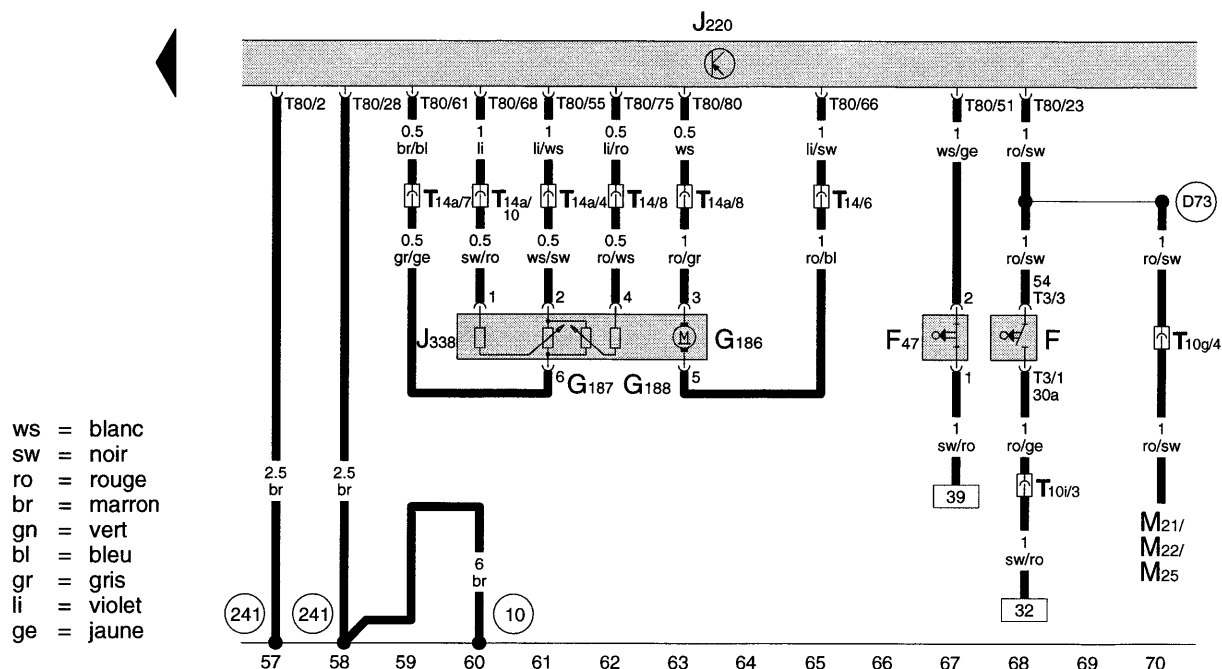 J220
T80/2 T80/28 T80/61 T80/68 T80/55 T80/75 T80/80 T80/66 T80/51 T80/23
0.5 1 1 0.5 0.5 1 1 1
br/bl li li/ws li/ro ws li/sw ws/ge ro/sw
T14a/7 T14a/10 T14a/4 T14/8 T14a/8 T14/6 D73
0.5 0.5 0.5 0.5 1 1 1 1
gr/ge sw/ro ws/sw ro/ws ro/gr ro/bl ro/sw ro/sw
54
1 2 4 3 2 T3/3
J338 M G186 F47 F T10g/4
6 G187 G188 5 1 T3/1
30a
ws = blanc
sw = noir
ro = rouge
br = marron
gn = vert
bl = bleu
gr = gris
li = violet
ge = jaune
1 1 1
sw/ro ro/ge ro/sw
2.5 2.5
br br
39 T10i/3
M21/
M22/
M25
6
br
1
sw/ro
32
241 241 10
57 58 59 60 61 62 63 64 65 66 67 68 69 70